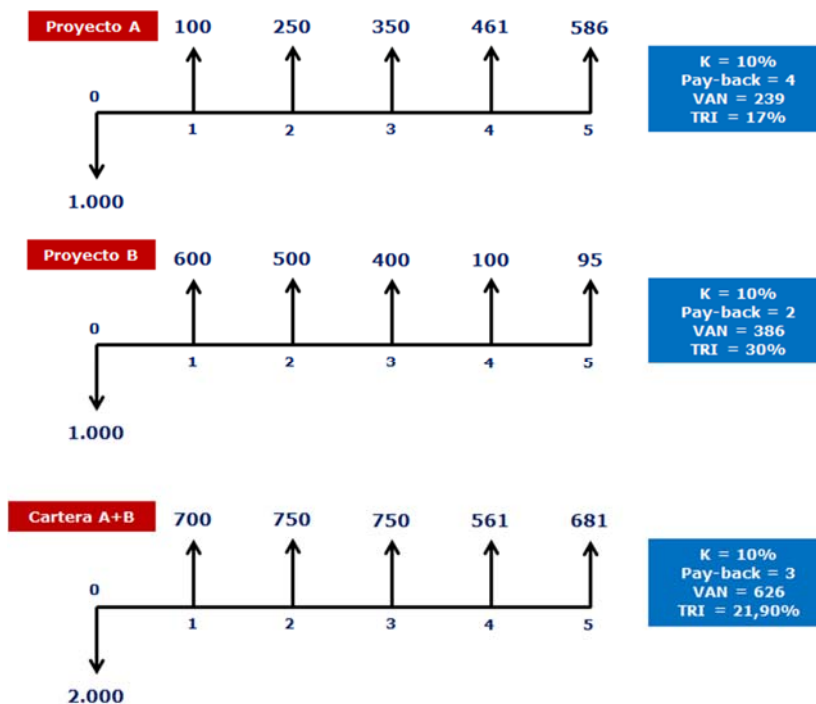 Proyecto A 100 250 350 461 586
K = 10%
Pay-back = 4
VAN = 239
TRI = 17%
0
1 2 3 4 5
1.000
Proyecto B 600 500 400 100 95
K = 10%
Pay-back = 2
VAN = 386
TRI = 30%
0
1 2 3 4 5
1.000
Cartera A+B 700 750 750 561 681
K = 10%
Pay-back = 3
VAN = 626
TRI = 21,90%
0
1 2 3 4 5
2.000